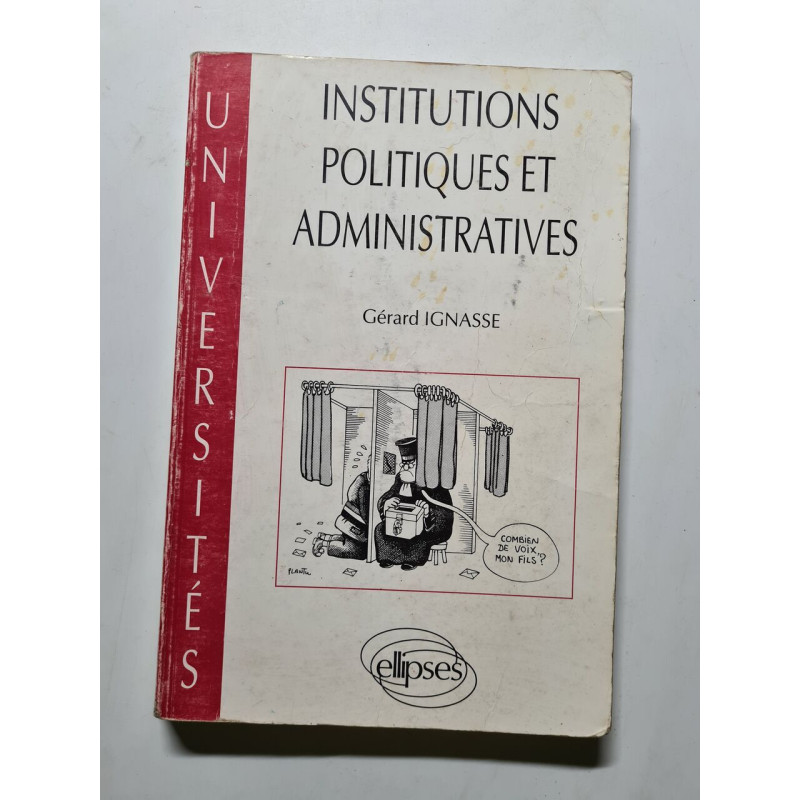 UNIVERSITÉS
INSTITUTIONS
POLITIQUES ET
ADMINISTRATIVES
Gérard IGNASSE
COMBIEN
DE VOIX,
MON FILS ?
PLANTU
ellipses